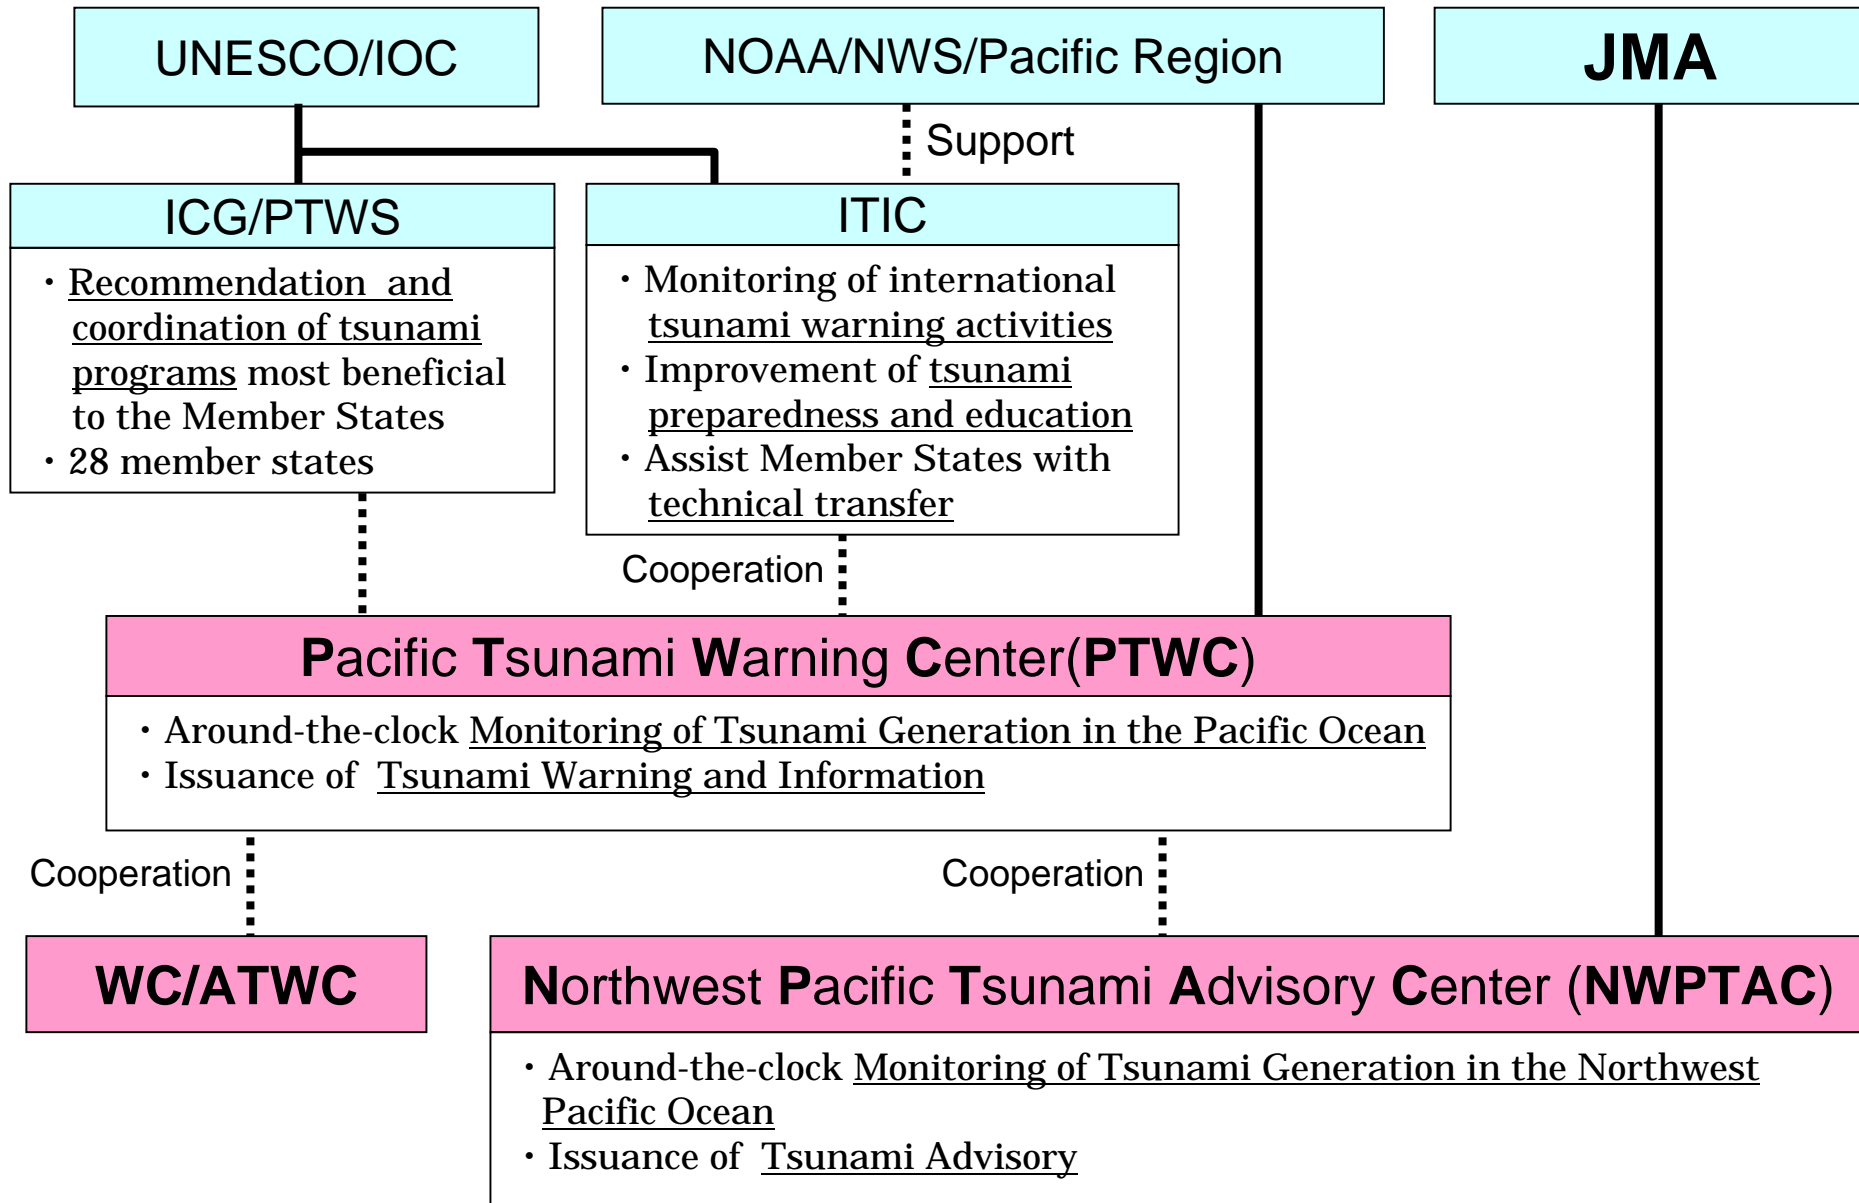 UNESCO/IOC
NOAA/NWS/Pacific Region
JMA
Support
ICG/PTWS
・Recommendation and
coordination of tsunami
programs most beneficial
to the Member States
・28 member states
ITIC
・Monitoring of international
tsunami warning activities
・Improvement of tsunami
preparedness and education
・Assist Member States with
technical transfer
Cooperation
Pacific Tsunami Warning Center(PTWC)
・Around-the-clock Monitoring of Tsunami Generation in the Pacific Ocean
・Issuance of Tsunami Warning and Information
Cooperation
Cooperation
WC/ATWC
Northwest Pacific Tsunami Advisory Center (NWPTAC)
・Around-the-clock Monitoring of Tsunami Generation in the Northwest
Pacific Ocean
・Issuance of Tsunami Advisory